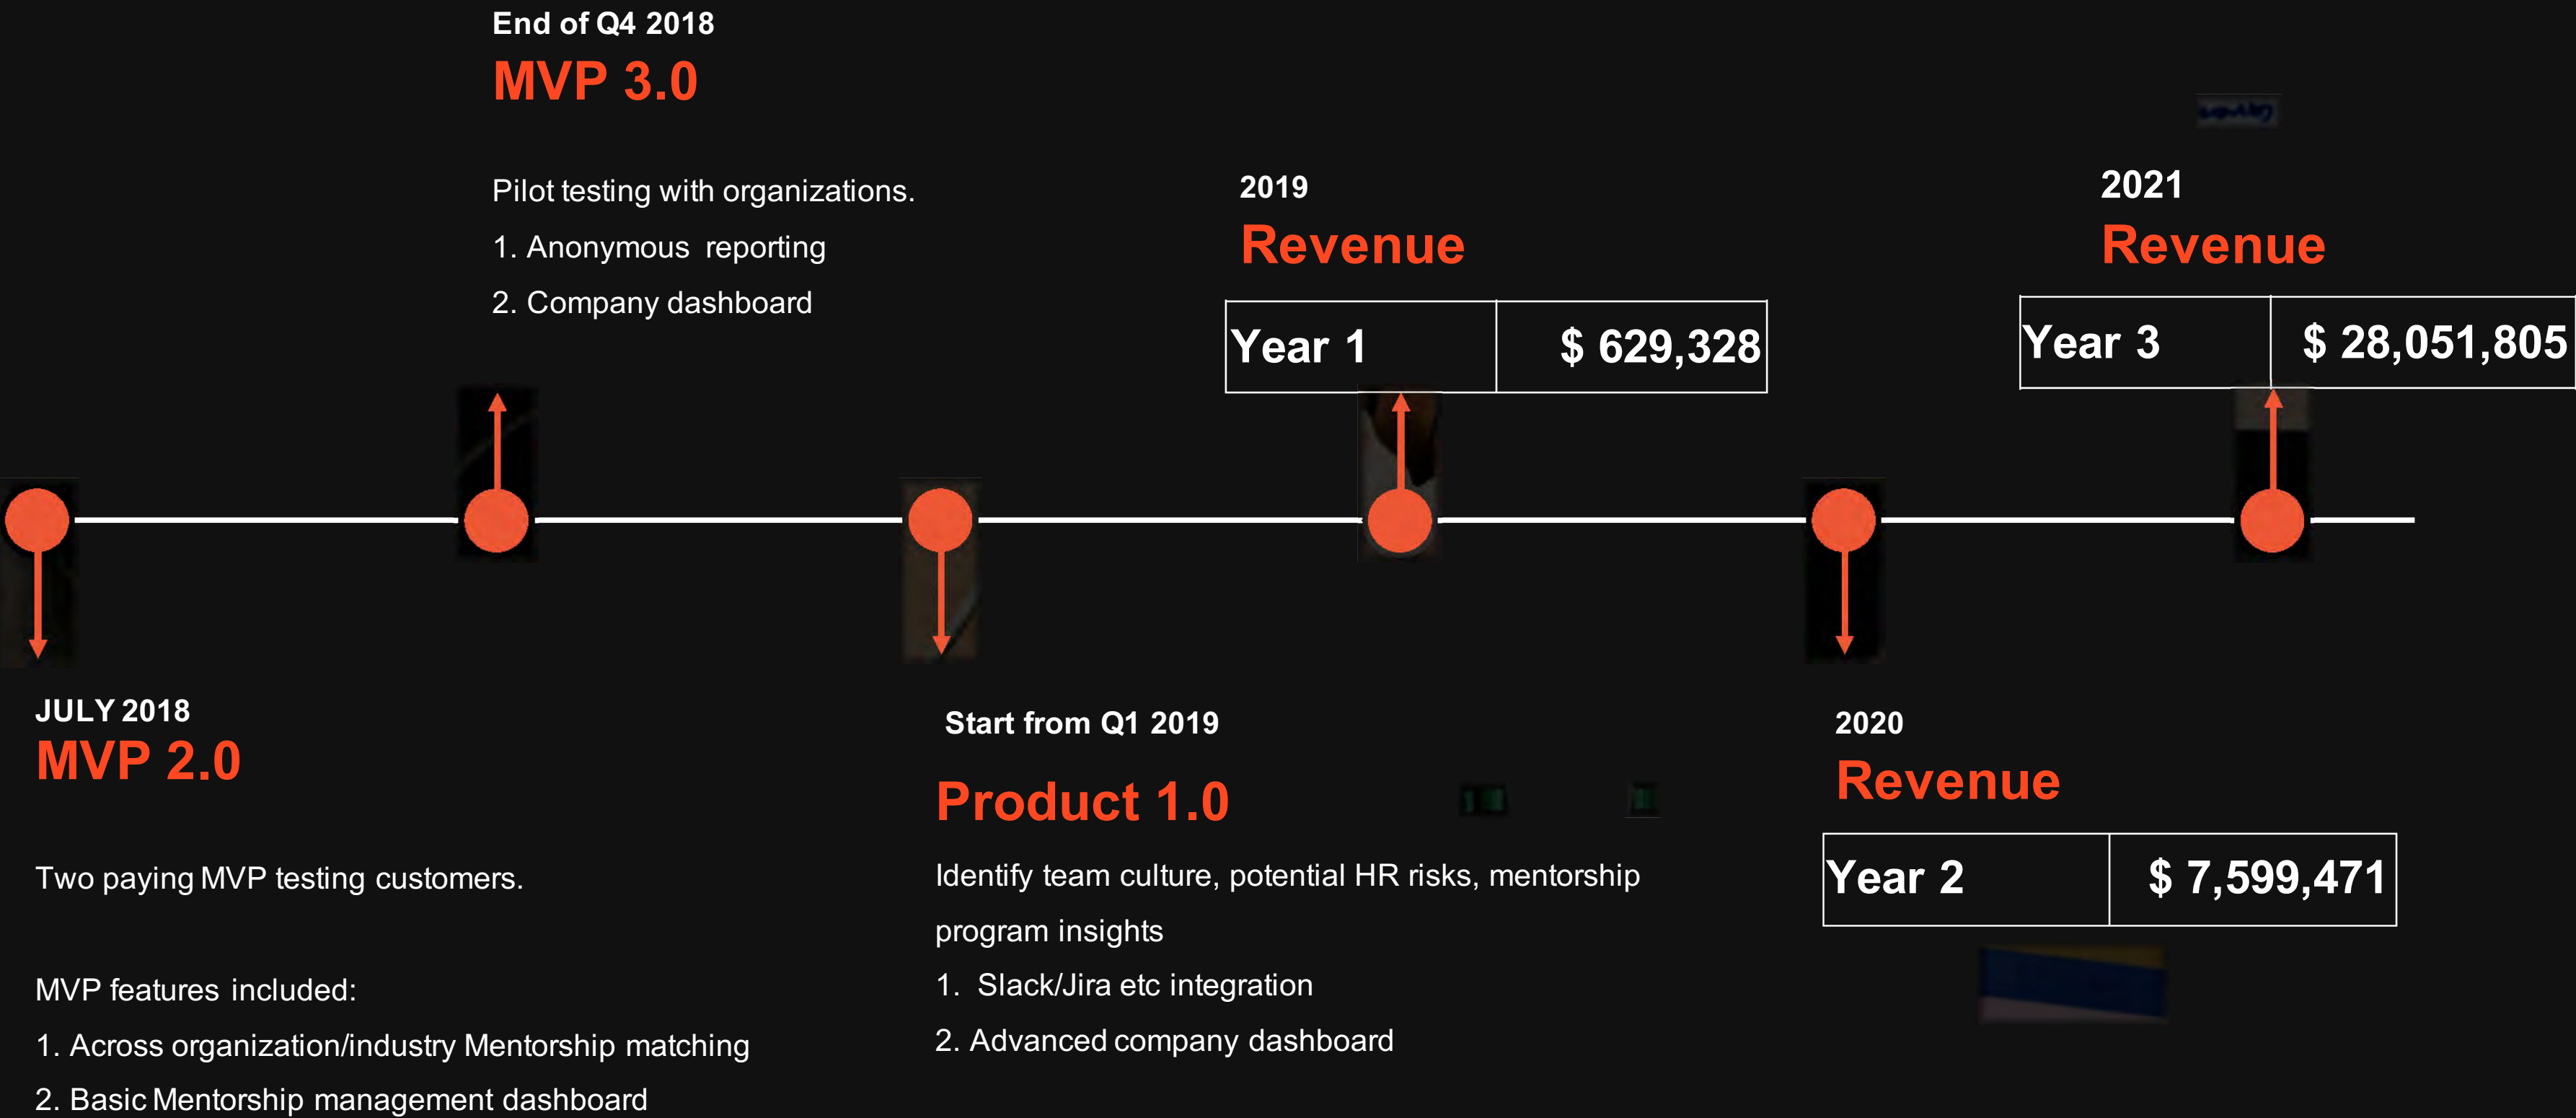 End of Q4 2018
MVP 3.0
Pilot testing with organizations.
1. Anonymous reporting
2. Company dashboard
2019
Revenue
Year 1 $ 629,328
2021
Revenue
Year 3 $ 28,051,805
JULY 2018
MVP 2.0
Two paying MVP testing customers.
MVP features included:
1. Across organization/industry Mentorship matching
2. Basic Mentorship management dashboard
Start from Q1 2019
Product 1.0
Identify team culture, potential HR risks, mentorship
program insights
1. Slack/Jira etc integration
2. Advanced company dashboard
2020
Revenue
Year 2 $ 7,599,471